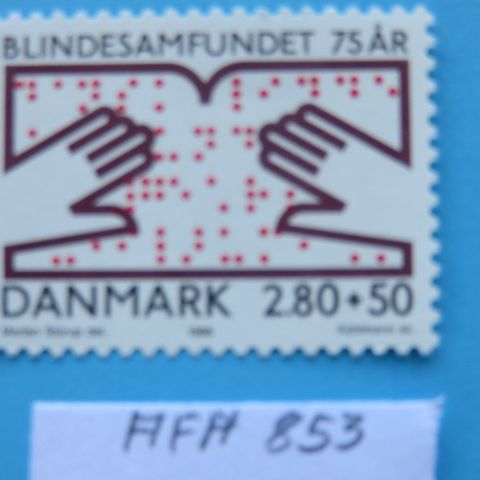 BLINDESAMFUNDET 75 ÅR
DANMARK 2.80+50
AFA 853